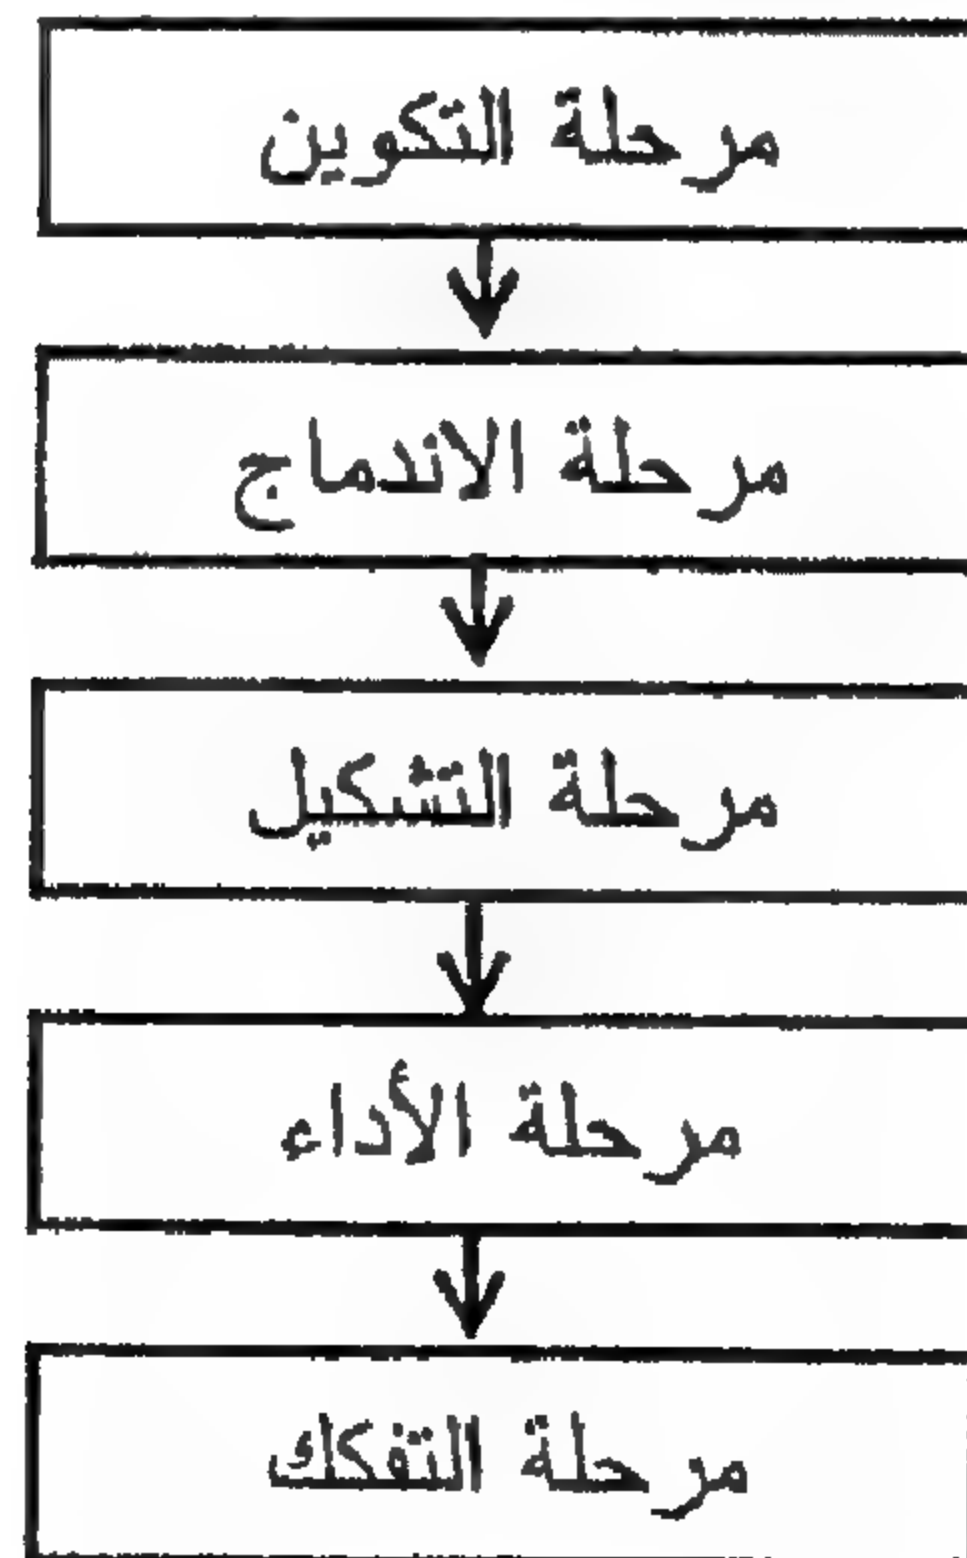 مرحلة التكوين
مرحلة الاندماج
مرحلة التشكيل
مرحلة الأداء
مرحلة التفكك